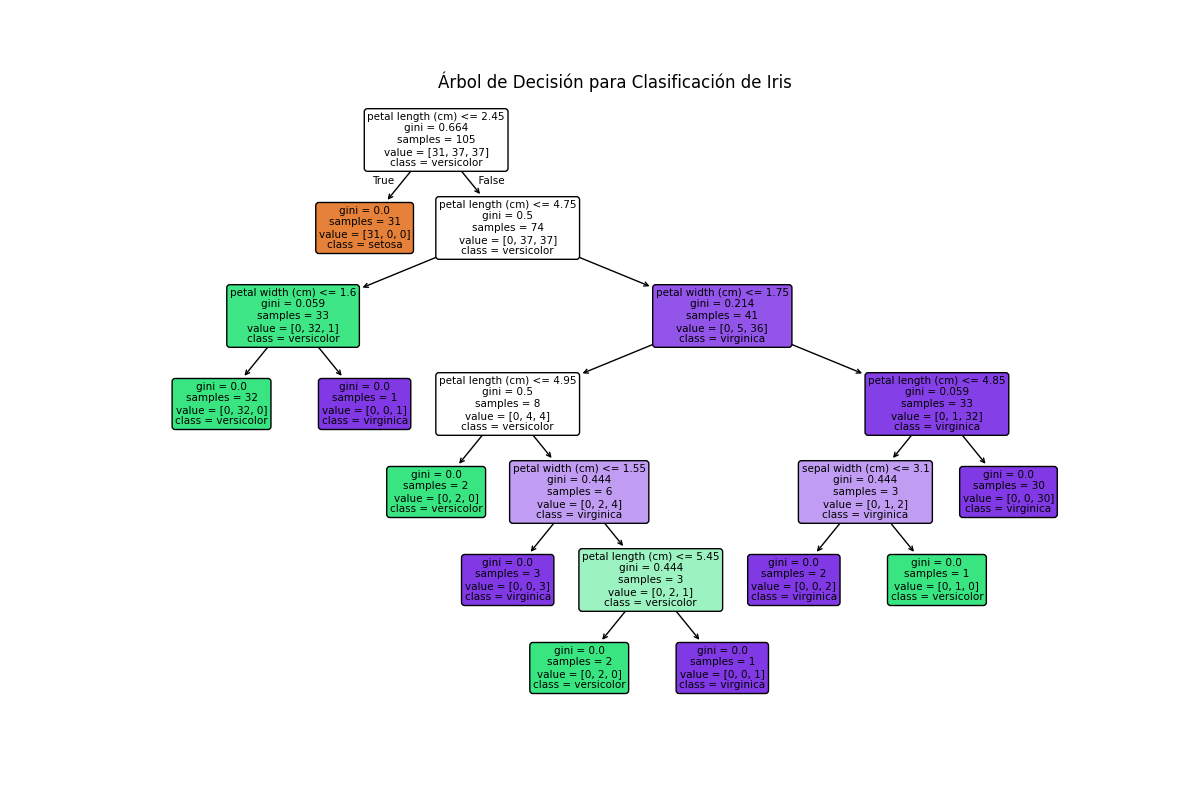 Árbol de Decisión para Clasificación de Iris
petal length (cm) <= 2.45
gini = 0.664
samples = 105
value = [31, 37, 37]
class = versicolor
True
False
gini = 0.0
samples = 31
value = [31, 0, 0]
class = setosa
petal length (cm) <= 4.75
gini = 0.5
samples = 74
value = [0, 37, 37]
class = versicolor
petal width (cm) <= 1.6
gini = 0.059
samples = 33
value = [0, 32, 1]
class = versicolor
petal width (cm) <= 1.75
gini = 0.214
samples = 41
value = [0, 5, 36]
class = virginica
gini = 0.0
samples = 32
value = [0, 32, 0]
class = versicolor
gini = 0.0
samples = 1
value = [0, 0, 1]
class = virginica
petal length (cm) <= 4.95
gini = 0.5
samples = 8
value = [0, 4, 4]
class = versicolor
petal length (cm) <= 4.85
gini = 0.059
samples = 33
value = [0, 1, 32]
class = virginica
gini = 0.0
samples = 2
value = [0, 2, 0]
class = versicolor
petal width (cm) <= 1.55
gini = 0.444
samples = 6
value = [0, 2, 4]
class = virginica
sepal width (cm) <= 3.1
gini = 0.444
samples = 3
value = [0, 1, 2]
class = virginica
gini = 0.0
samples = 30
value = [0, 0, 30]
class = virginica
gini = 0.0
samples = 3
value = [0, 0, 3]
class = virginica
petal length (cm) <= 5.45
gini = 0.444
samples = 3
value = [0, 2, 1]
class = versicolor
gini = 0.0
samples = 2
value = [0, 0, 2]
class = virginica
gini = 0.0
samples = 1
value = [0, 1, 0]
class = versicolor
gini = 0.0
samples = 2
value = [0, 2, 0]
class = versicolor
gini = 0.0
samples = 1
value = [0, 0, 1]
class = virginica